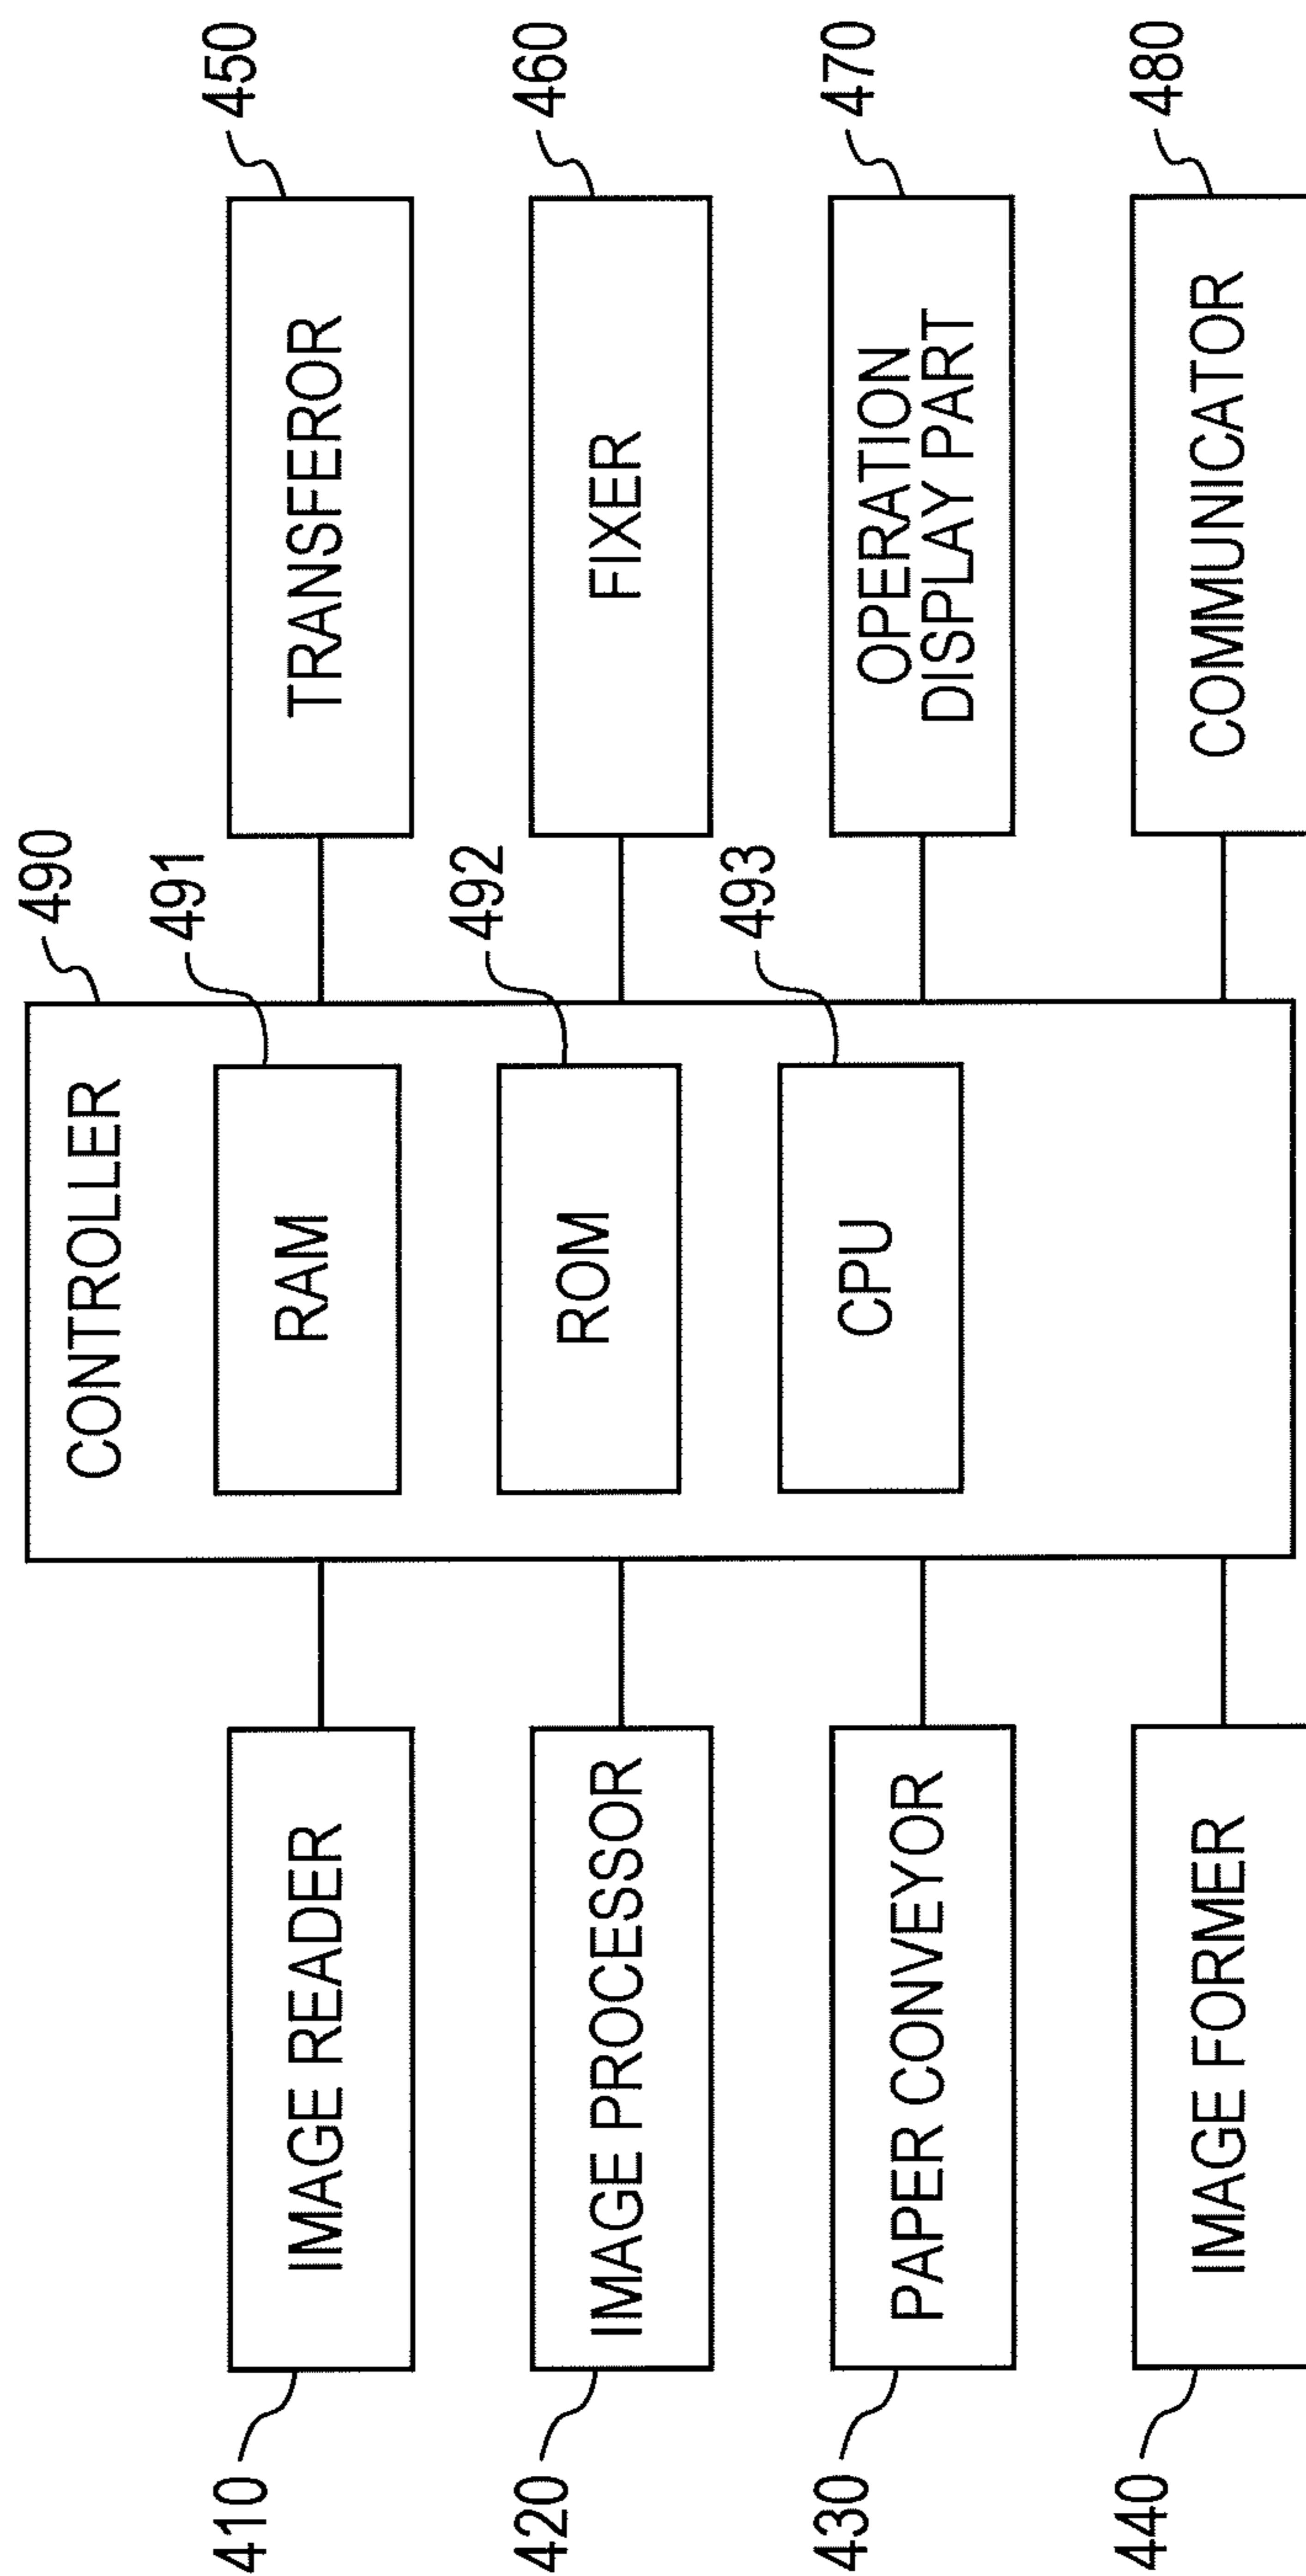 490
CONTROLLER
410
IMAGE READER
491
RAM
450
TRANSFEROR
420
IMAGE PROCESSOR
492
ROM
460
FIXER
430
PAPER CONVEYOR
493
CPU
470
OPERATION
DISPLAY PART
440
IMAGE FORMER
480
COMMUNICATOR